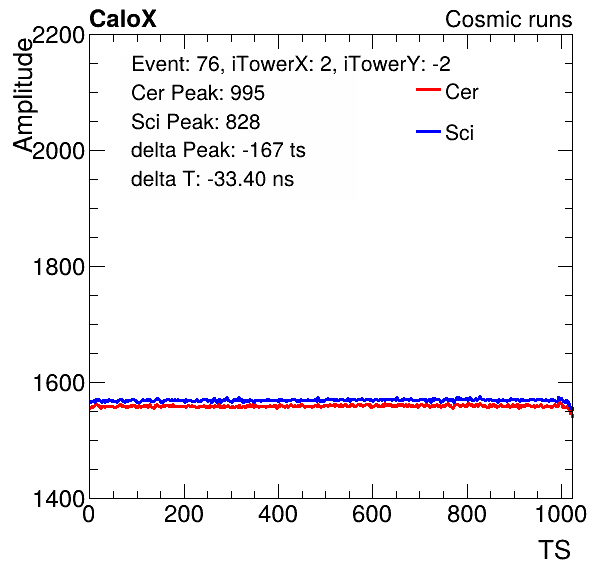 CaloX Cosmic runs
Amplitude
2200
2000
1800
1600
1400
Event: 76, iTowerX: 2, iTowerY: -2
Cer Peak: 995
Sci Peak: 828
delta Peak: -167 ts
delta T: -33.40 ns
Cer
Sci
0 200 400 600 800 1000
TS